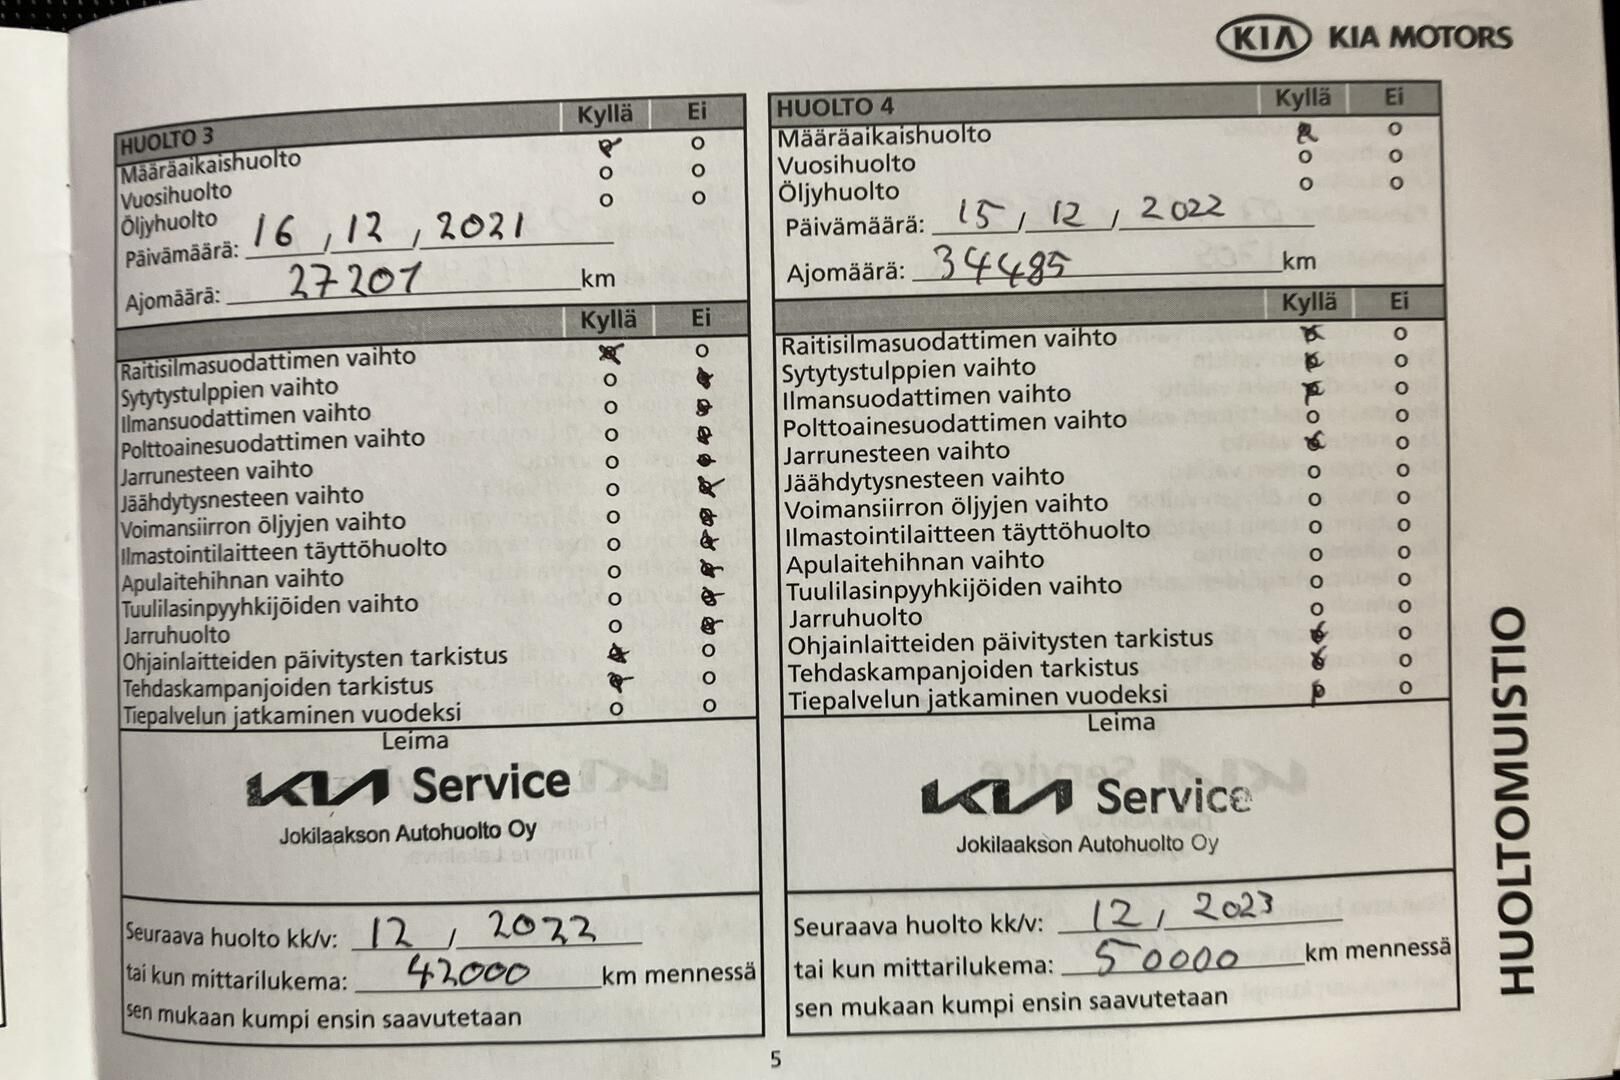 KIA KIA MOTORS
HUOLTO 3 Kyllä Ei
Määräaikaishuolto o
Vuosihuolto o o
Öljyhuolto o o
Päivämäärä: 16 , 12 , 2021
Ajomäärä: 27201 km
Kyllä Ei
Raitisilmasuodattimen vaihto o
Sytytystulppien vaihto o
Ilmansuodattimen vaihto o
Polttoainesuodattimen vaihto o
Jarrunesteen vaihto o
Jäähdytysnesteen vaihto o
Voimansiirron öljyjen vaihto o
Ilmastointilaitteen täyttöhuolto o
Apulaitehihnan vaihto o
Tuulilasinpyyhkijöiden vaihto o
Jarruhuolto o
Ohjainlaitteiden päivitysten tarkistus o
Tehdaskampanjoiden tarkistus o
Tiepalvelun jatkaminen vuodeksi o o
Leima
KIA Service
Jokilaakson Autohuolto Oy
Seuraava huolto kk/v: 12 , 2022
tai kun mittarilukema: 42000 km mennessä
sen mukaan kumpi ensin saavutetaan
HUOLTO 4 Kyllä Ei
Määräaikaishuolto o
Vuosihuolto o o
Öljyhuolto o o
Päivämäärä: 15 , 12 , 2022
Ajomäärä: 34485 km
Kyllä Ei
Raitisilmasuodattimen vaihto o
Sytytystulppien vaihto o
Ilmansuodattimen vaihto o
Polttoainesuodattimen vaihto o o
Jarrunesteen vaihto o
Jäähdytysnesteen vaihto o o
Voimansiirron öljyjen vaihto o o
Ilmastointilaitteen täyttöhuolto o o
Apulaitehihnan vaihto o o
Tuulilasinpyyhkijöiden vaihto o o
Jarruhuolto o o
Ohjainlaitteiden päivitysten tarkistus o
Tehdaskampanjoiden tarkistus o
Tiepalvelun jatkaminen vuodeksi o
Leima
KIA Service
Jokilaakson Autohuolto Oy
Seuraava huolto kk/v: 12 , 2023
tai kun mittarilukema: 50000 km mennessä
sen mukaan kumpi ensin saavutetaan
HUOLTOMUISTIO
5